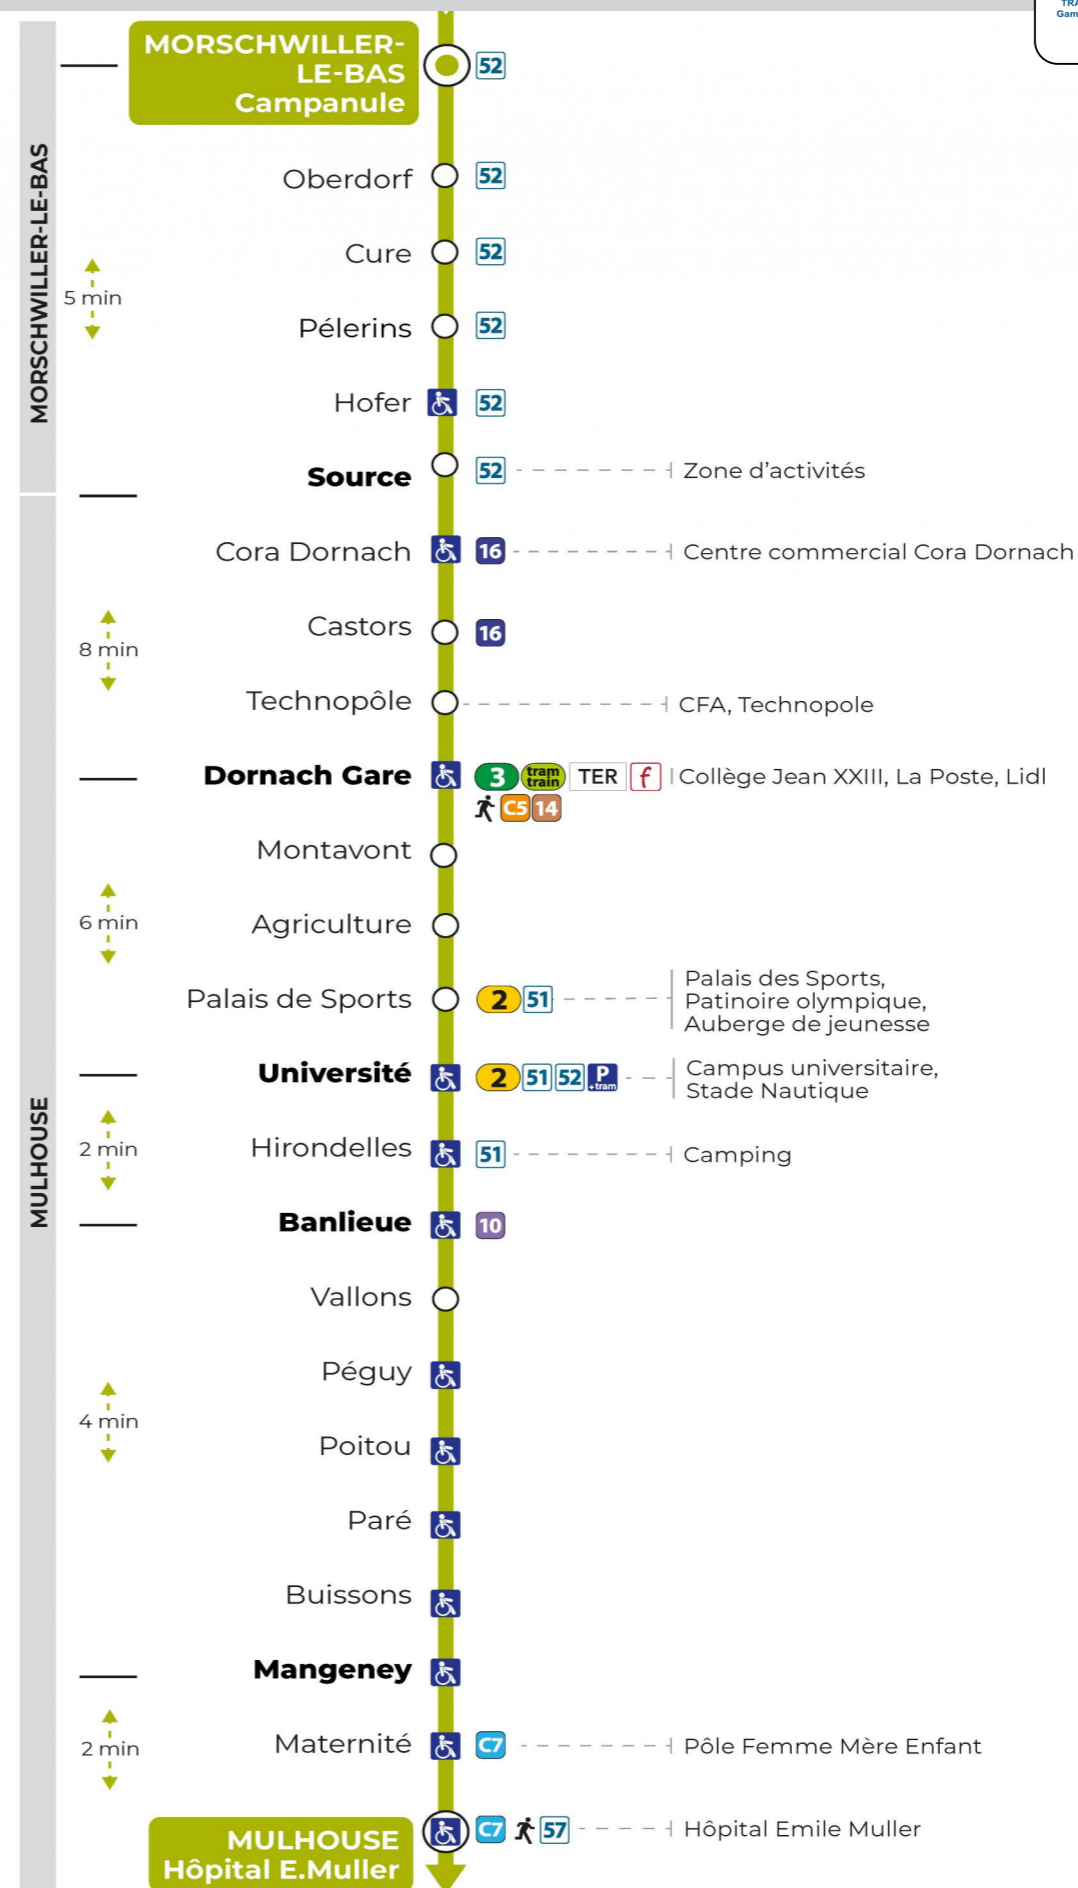 TRA
Gam
MORSCHWILLER-
LE-BAS
Campanule
52
MORSCHWILLER-LE-BAS
Oberdorf 52
Cure 52
5 min
Pélerins 52
Hofer 52
Source 52 Zone d'activités
Cora Dornach 16 Centre commercial Cora Dornach
Castors 16
8 min
Technopôle CFA, Technopole
Dornach Gare 3 tram train TER f Collège Jean XXIII, La Poste, Lidl
C5 14
Montavont
6 min
Agriculture
Palais de Sports 2 51
Palais des Sports,
Patinoire olympique,
Auberge de jeunesse
Université 2 51 52 P +tram
Campus universitaire,
Stade Nautique
MULHOUSE
2 min
Hirondelles 51 Camping
Banlieue 10
Vallons
Péguy
4 min
Poitou
Paré
Buissons
Mangeney
2 min
Maternité C7 Pôle Femme Mère Enfant
MULHOUSE
Hôpital E.Muller
C7 57 Hôpital Emile Muller